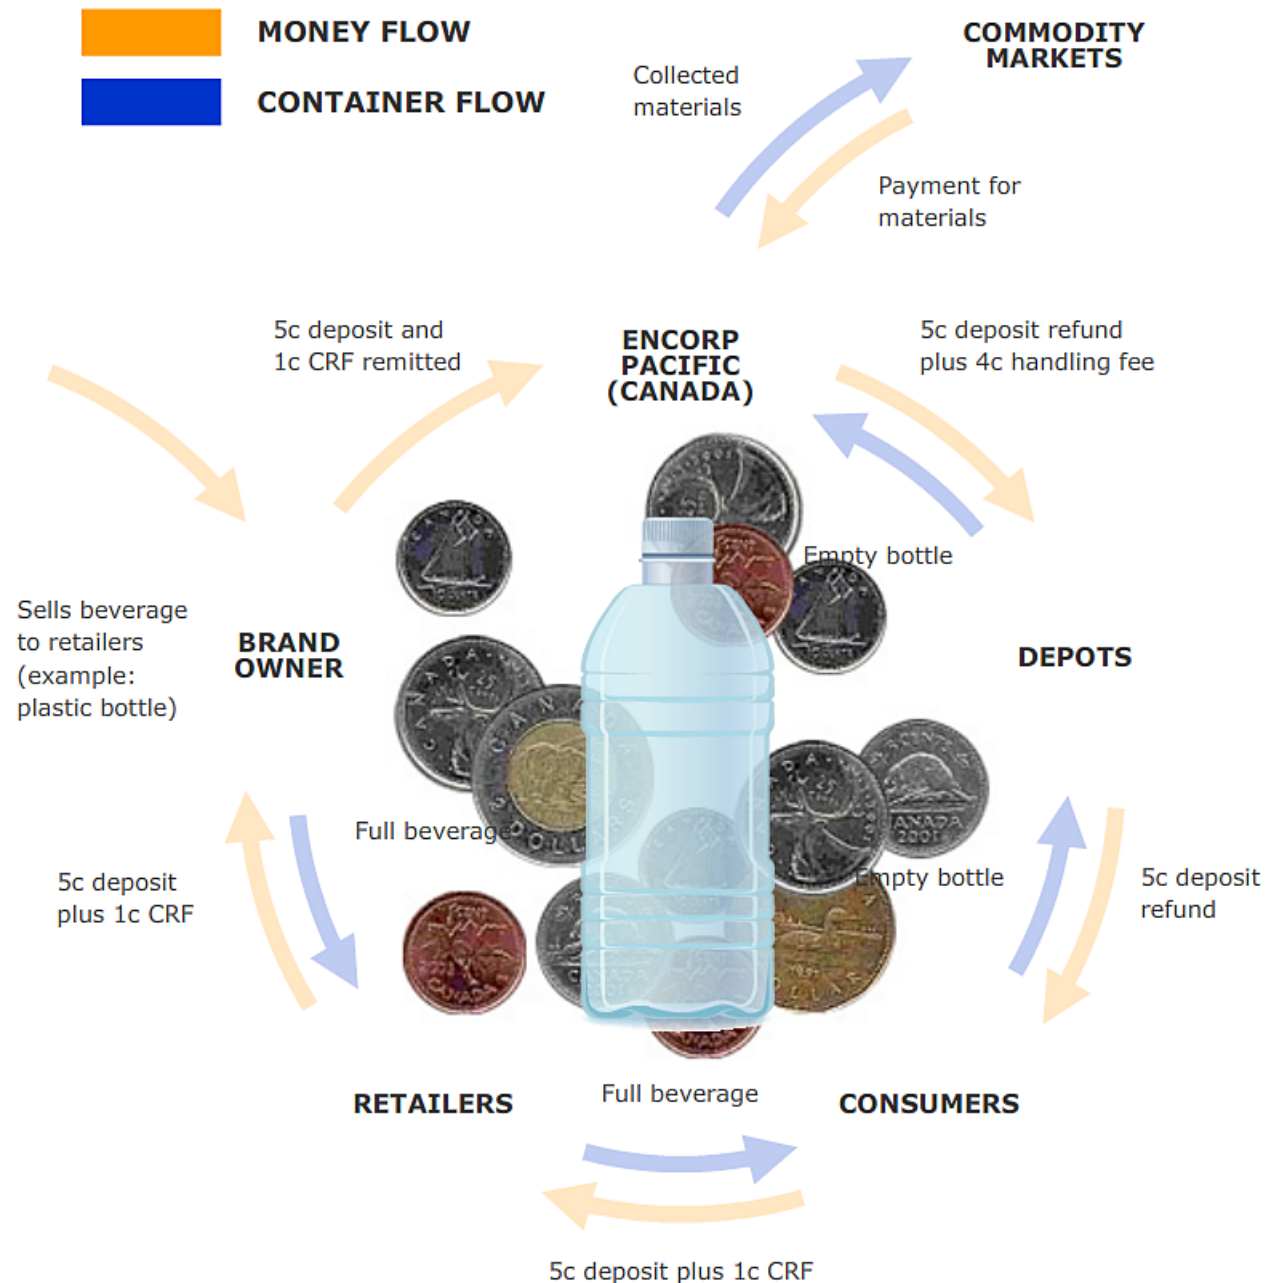 MONEY FLOW
CONTAINER FLOW
COMMODITY
MARKETS
Collected
materials
Payment for
materials
5c deposit and
1c CRF remitted
ENCORP
PACIFIC
(CANADA)
5c deposit refund
plus 4c handling fee
Empty bottle
Sells beverage
to retailers
(example:
plastic bottle)
BRAND
OWNER
DEPOTS
Full beverage
Empty bottle
5c deposit
plus 1c CRF
5c deposit
refund
CANADA
2001
CANADA
RETAILERS
Full beverage
CONSUMERS
5c deposit plus 1c CRF